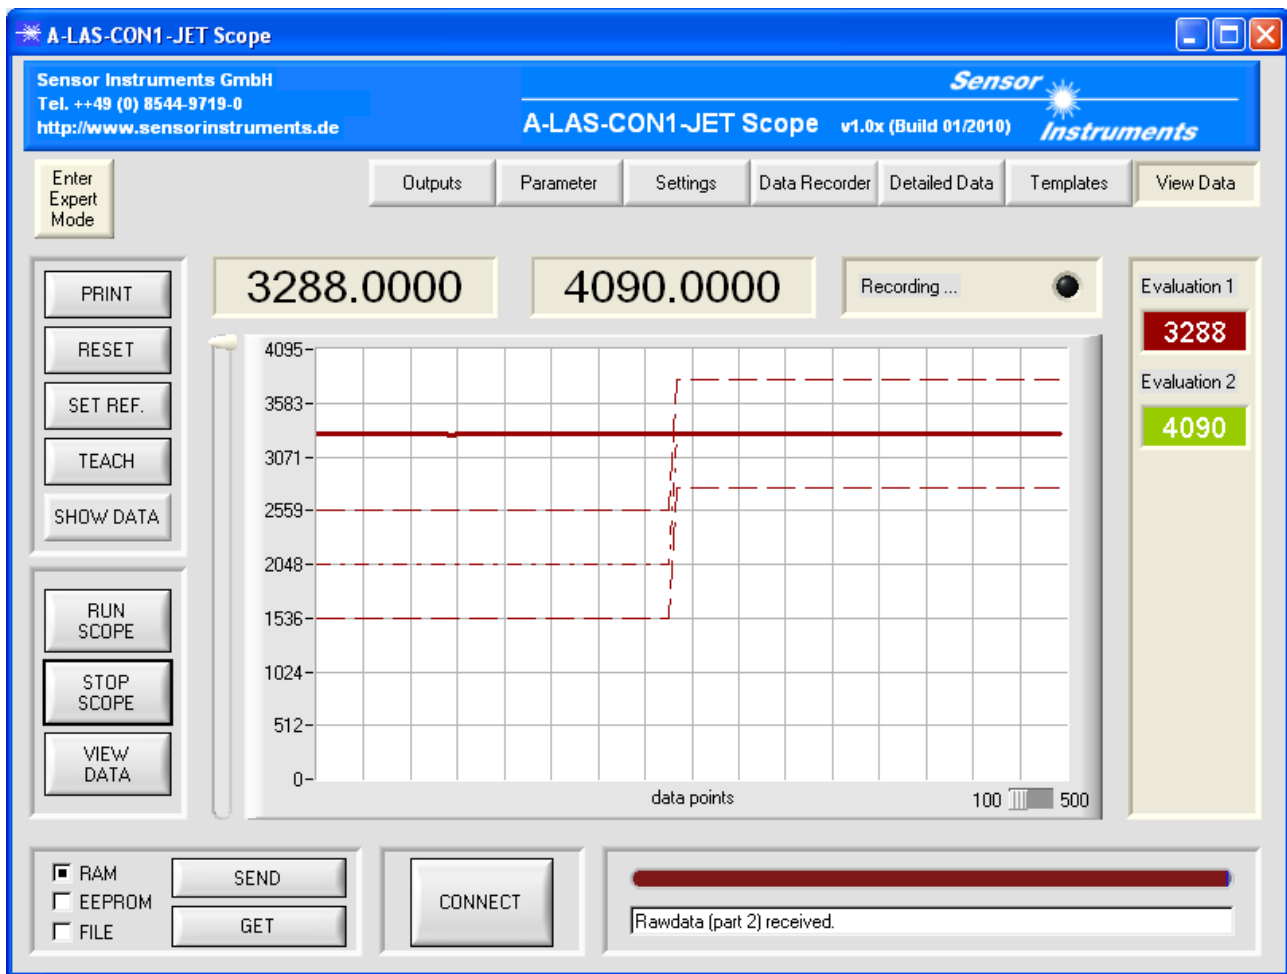 A-LAS-CON1-JET Scope
Sensor Instruments GmbH
Tel. ++49 (0) 8544-9719-0
http://www.sensorinstruments.de
A-LAS-CON1-JET Scope v1.0x (Build 01/2010)
Sensor
Instruments
Enter
Expert
Mode
Outputs
Parameter
Settings
Data Recorder
Detailed Data
Templates
View Data
PRINT
RESET
SET REF.
TEACH
SHOW DATA
RUN
SCOPE
STOP
SCOPE
VIEW
DATA
3288.0000
4090.0000
Recording ...
4095
3583
3071
2559
2048
1536
1024
512
0
data points
100 500
Evaluation 1
3288
Evaluation 2
4090
RAM
EEPROM
FILE
SEND
GET
CONNECT
Rawdata (part 2) received.